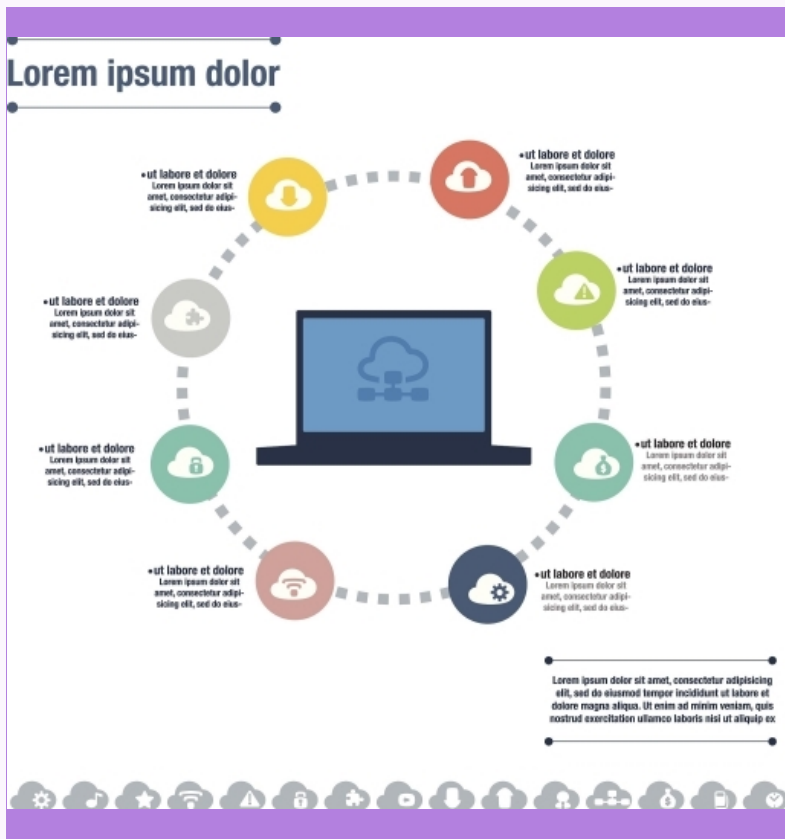 Lorem ipsum dolor
•ut labore et dolore
Lorem ipsum dolor sit
amet, consectetur adipi-
sicing elit, sed do eius-
•ut labore et dolore
Lorem ipsum dolor sit
amet, consectetur adipi-
sicing elit, sed do eius-
•ut labore et dolore
Lorem ipsum dolor sit
amet, consectetur adipi-
sicing elit, sed do eius-
•ut labore et dolore
Lorem ipsum dolor sit
amet, consectetur adipi-
sicing elit, sed do eius-
•ut labore et dolore
Lorem ipsum dolor sit
amet, consectetur adipi-
sicing elit, sed do eius-
•ut labore et dolore
Lorem ipsum dolor sit
amet, consectetur adipi-
sicing elit, sed do eius-
•ut labore et dolore
Lorem ipsum dolor sit
amet, consectetur adipi-
sicing elit, sed do eius-
•ut labore et dolore
Lorem ipsum dolor sit
amet, consectetur adipi-
sicing elit, sed do eius-
Lorem ipsum dolor sit amet, consectetur adipisicing
elit, sed do eiusmod tempor incididunt ut labore et
dolore magna aliqua. Ut enim ad minim veniam, quis
nostrud exercitation ullamco laboris nisi ut aliquip ex